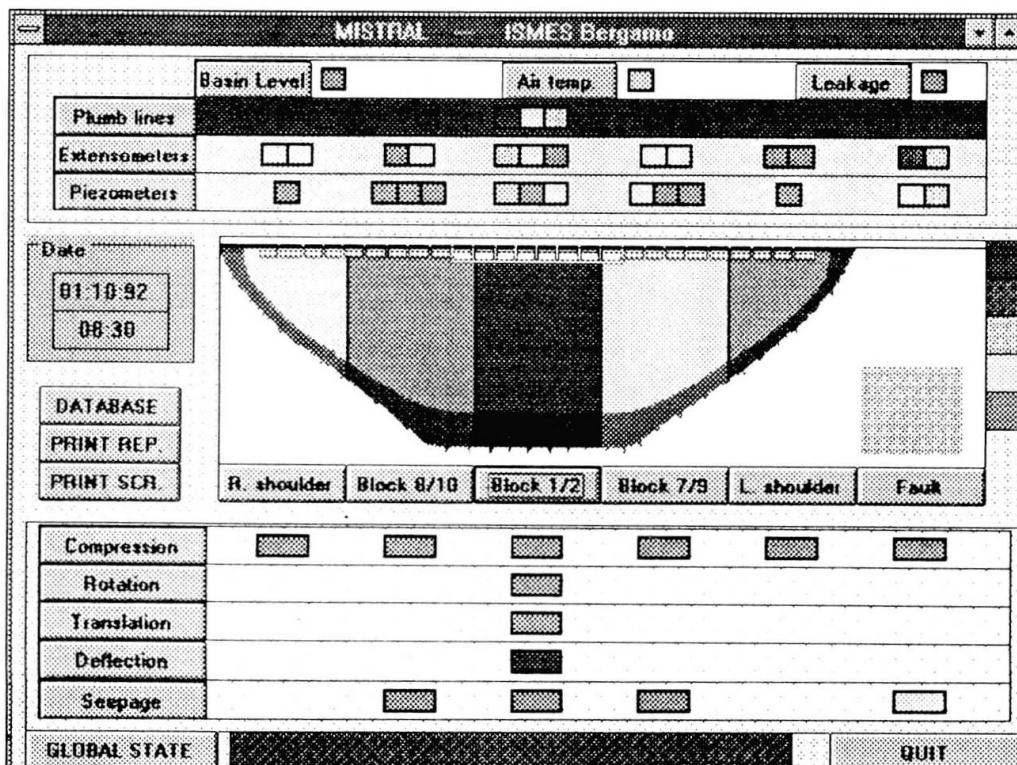 MISTRAL — ISMES Bergamo
Basin Level
Air temp
Leakage
Plumb lines
Extensometers
Piezometers
Date
01:10:92
08.30
DATABASE
PRINT REP.
PRINT SCR.
R. shoulder
Block 8/10
Block 1/2
Block 7/9
L. shoulder
Fault
Compression
Rotation
Translation
Deflection
Seepage
GLOBAL STATE
QUIT